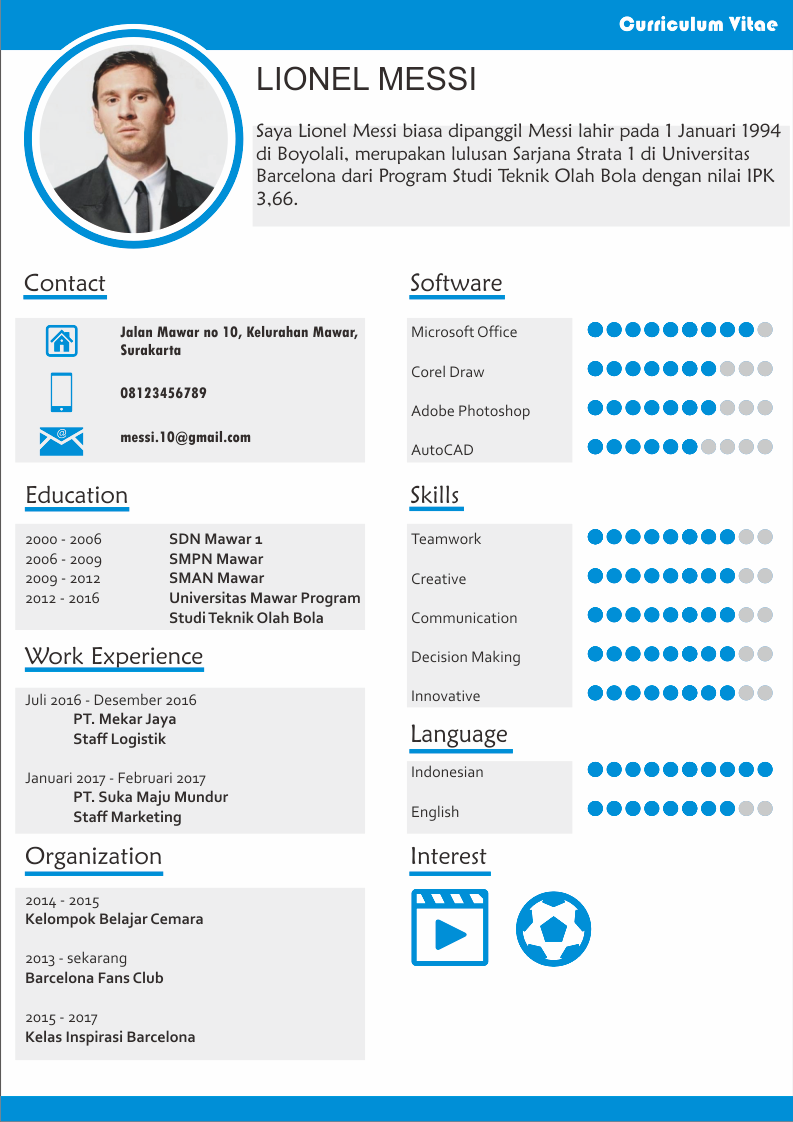 Curriculum Vitae
LIONEL MESSI
Saya Lionel Messi biasa dipanggil Messi lahir pada 1 Januari 1994
di Boyolali, merupakan lulusan Sarjana Strata 1 di Universitas
Barcelona dari Program Studi Teknik Olah Bola dengan nilai IPK
3,66.
Contact
Jalan Mawar no 10, Kelurahan Mawar,
Surakarta
08123456789
@
messi.10@gmail.com
Education
2000 - 2006 SDN Mawar 1
2006 - 2009 SMPN Mawar
2009 - 2012 SMAN Mawar
2012 - 2016 Universitas Mawar Program
Studi Teknik Olah Bola
Work Experience
Juli 2016 - Desember 2016
PT. Mekar Jaya
Staff Logistik
Januari 2017 - Februari 2017
PT. Suka Maju Mundur
Staff Marketing
Organization
2014 - 2015
Kelompok Belajar Cemara
2013 - sekarang
Barcelona Fans Club
2015 - 2017
Kelas Inspirasi Barcelona
Software
Microsoft Office
Corel Draw
Adobe Photoshop
AutoCAD
Skills
Teamwork
Creative
Communication
Decision Making
Innovative
Language
Indonesian
English
Interest